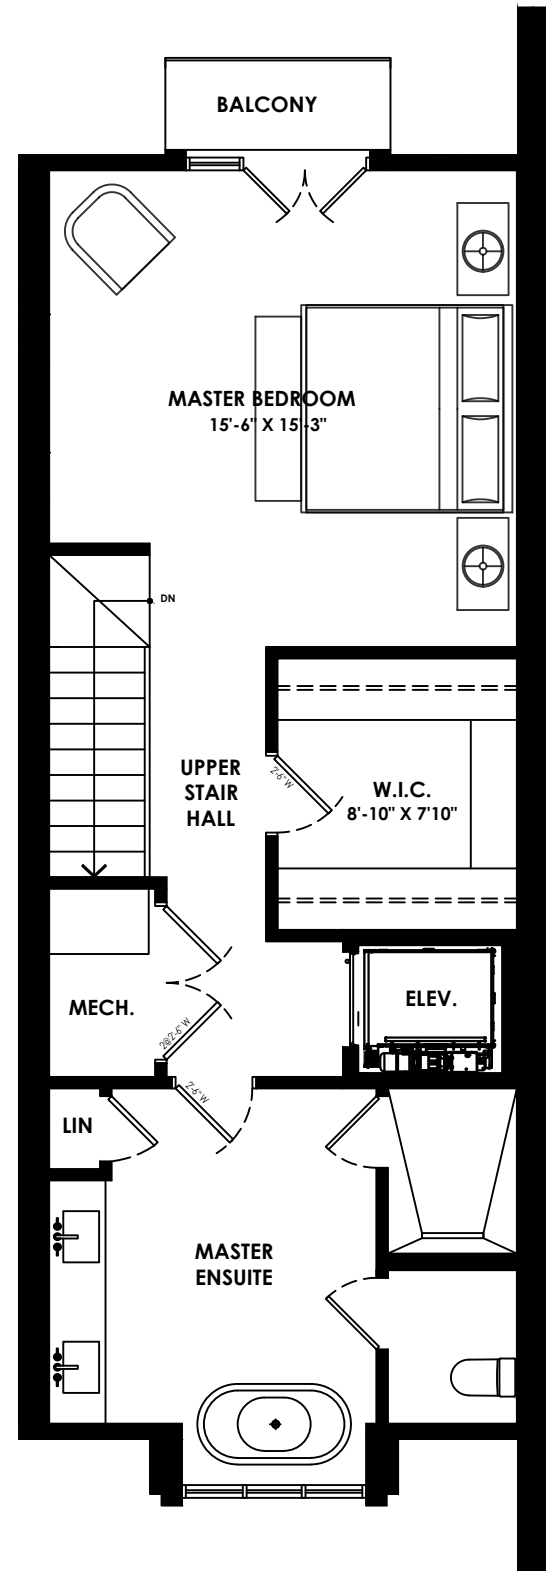 BALCONY
MASTER BEDROOM
15'-6" X 15'-3"
DN
UPPER
STAIR
HALL
2'-6" W
W.I.C.
8'-10" X 7'10"
MECH.
2@2'-6" W
ELEV.
2'-6" W
LIN
MASTER
ENSUITE